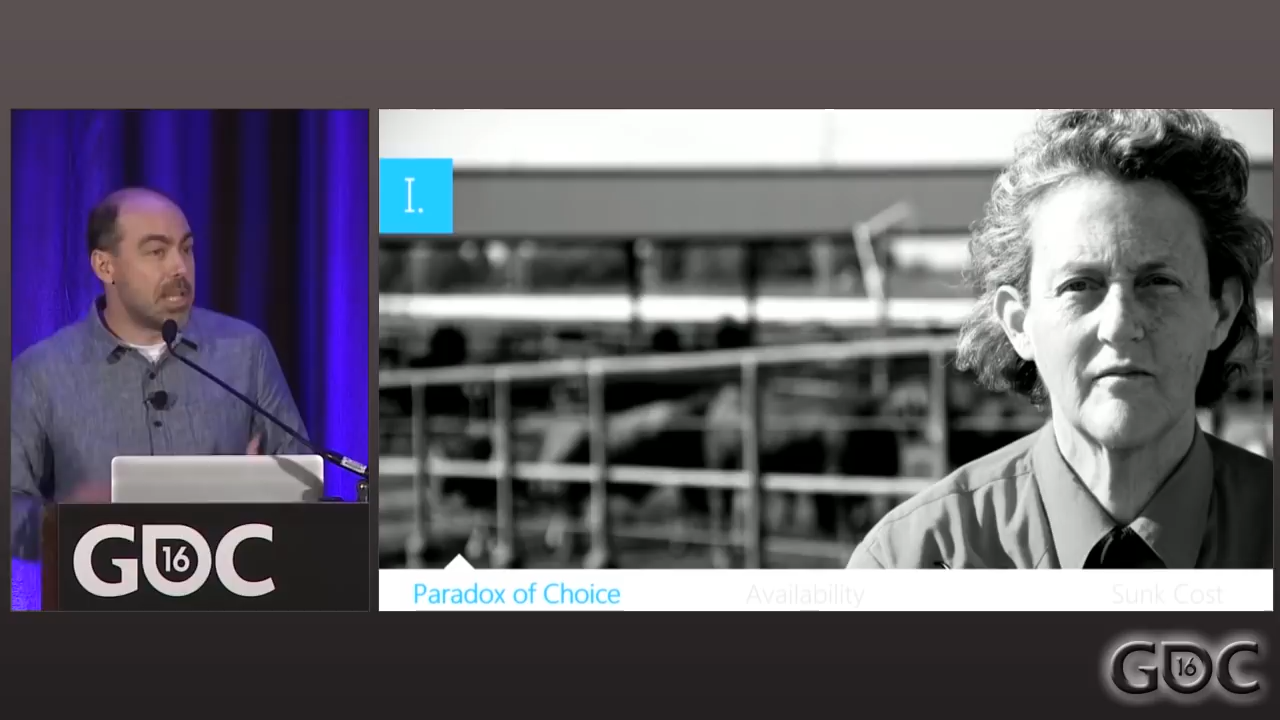 I.
Paradox of Choice
Availability
Sunk Cost
GDC
16
GDC
16